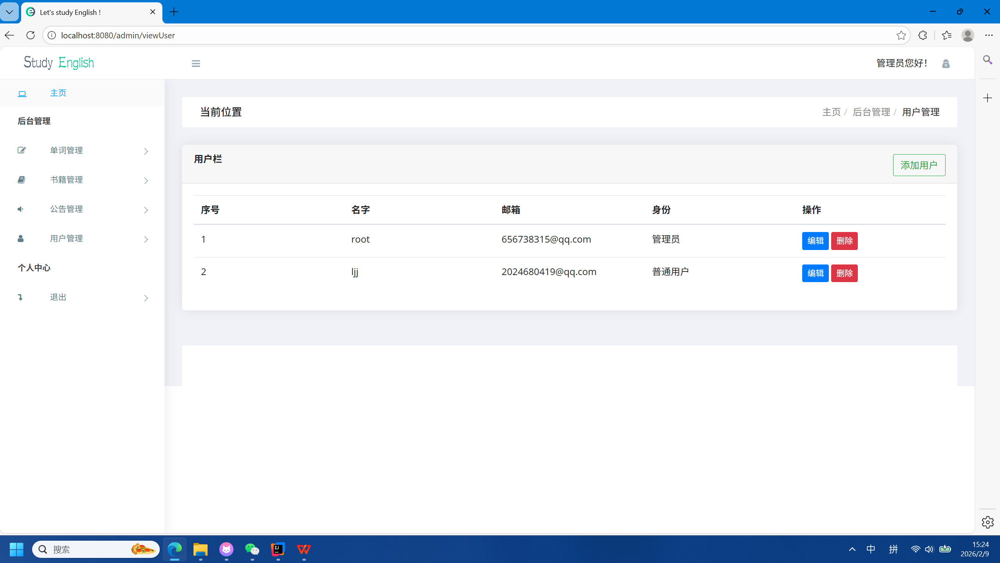 Let's study English !
localhost:8080/admin/viewUser
Study English
管理员您好！
主页
后台管理
单词管理
书籍管理
公告管理
用户管理
个人中心
退出
当前位置
主页 / 后台管理 / 用户管理
用户栏
添加用户
序号 名字 邮箱 身份 操作
1 root 656738315@qq.com 管理员 编辑 删除
2 ljj 2024680419@qq.com 普通用户 编辑 删除
搜索
IJ
中 拼
15:24
2026/2/9